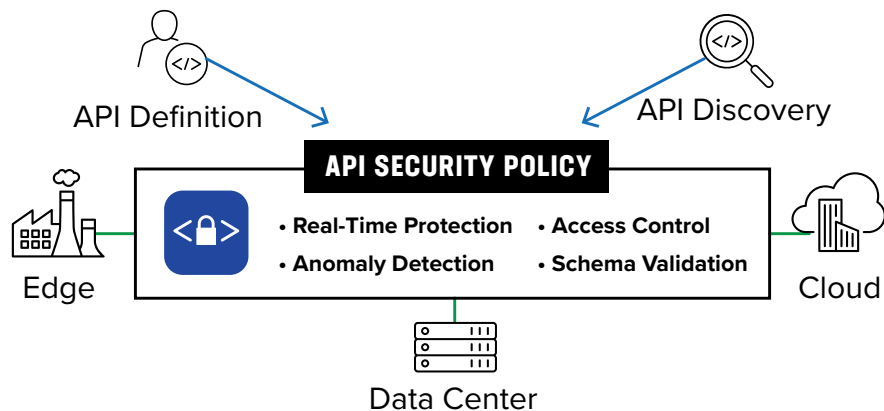 </>
</>
API Definition
API Discovery
API SECURITY POLICY
< >
• Real-Time Protection
• Access Control
• Anomaly Detection
• Schema Validation
Edge
Cloud
Data Center